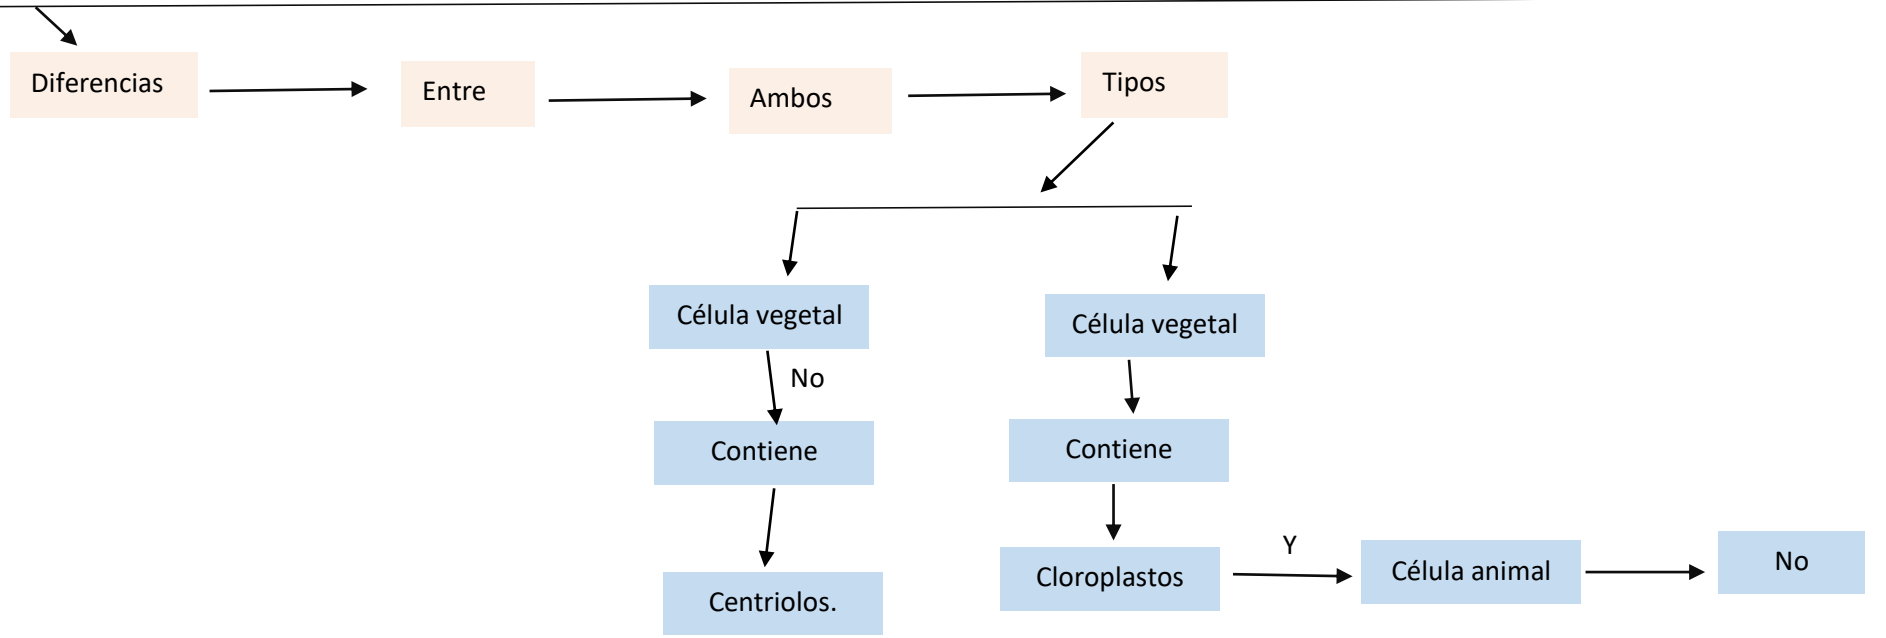 Diferencias
Entre
Ambos
Tipos
Célula vegetal
No
Contiene
Centriolos.
Célula vegetal
Contiene
Cloroplastos
Y
Célula animal
No